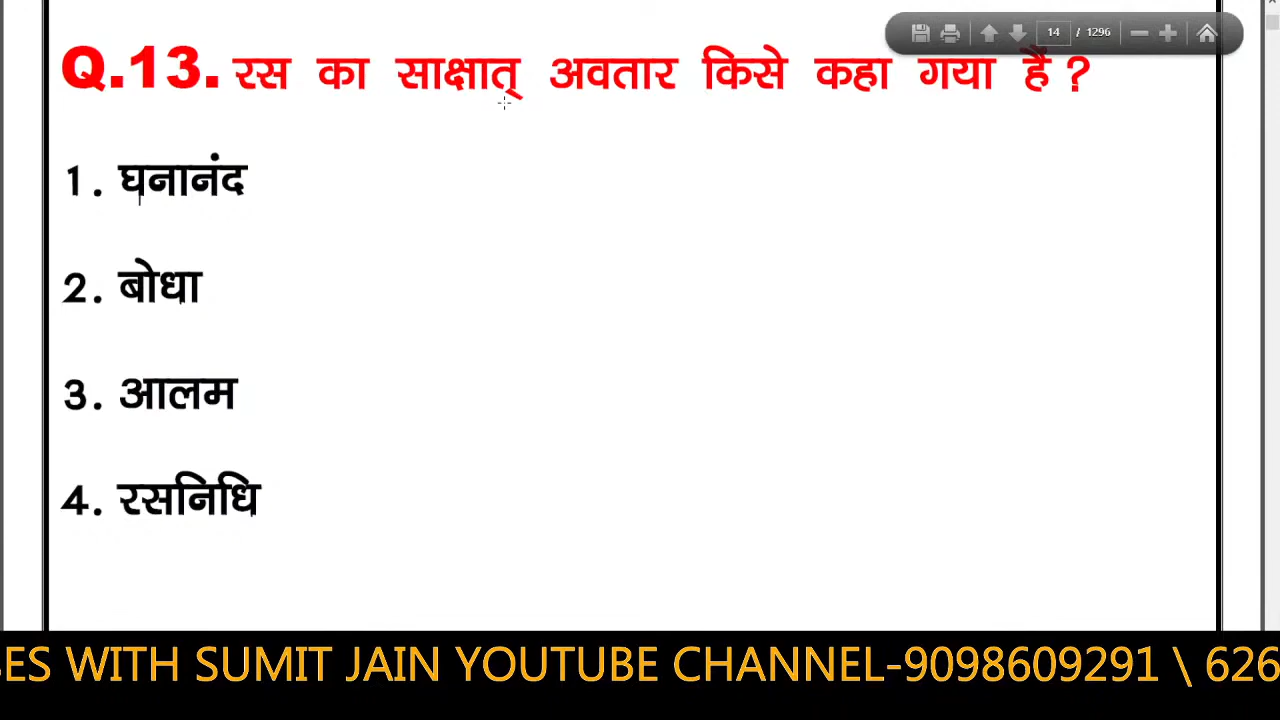 14 / 1296
Q.13. रस का साक्षात् अवतार किसे कहा गया है ?
1. घनानंद
2. बोधा
3. आलम
4. रसनिधि
ES WITH SUMIT JAIN YOUTUBE CHANNEL-9098609291 \ 626